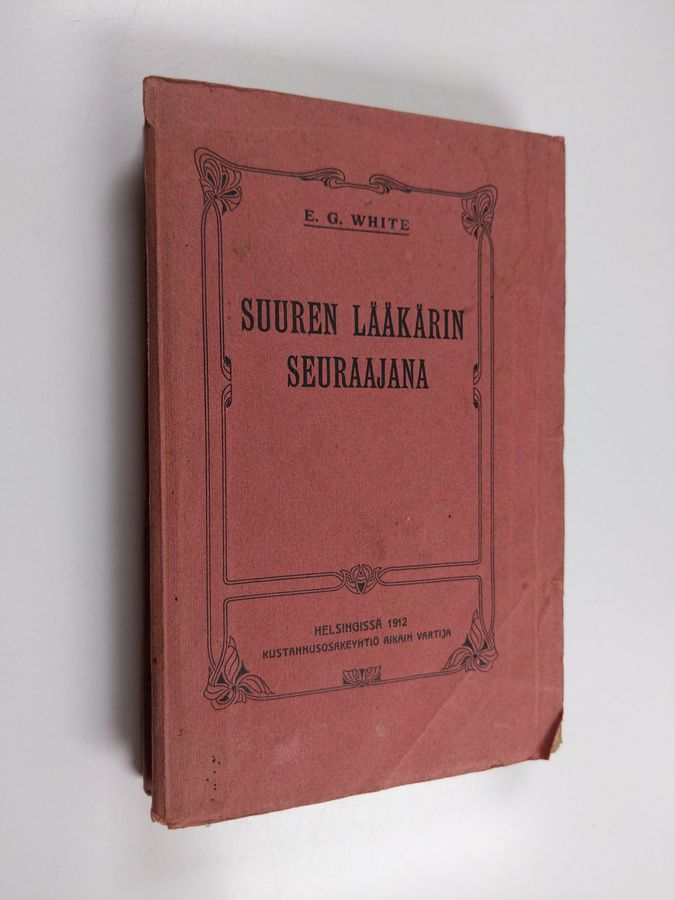 E. G. WHITE
SUUREN LÄÄKÄRIN
SEURAAJANA
HELSINGISSÄ 1912
KUSTANNUSOSAKEYHTIÖ AIKAIN VARTIJA